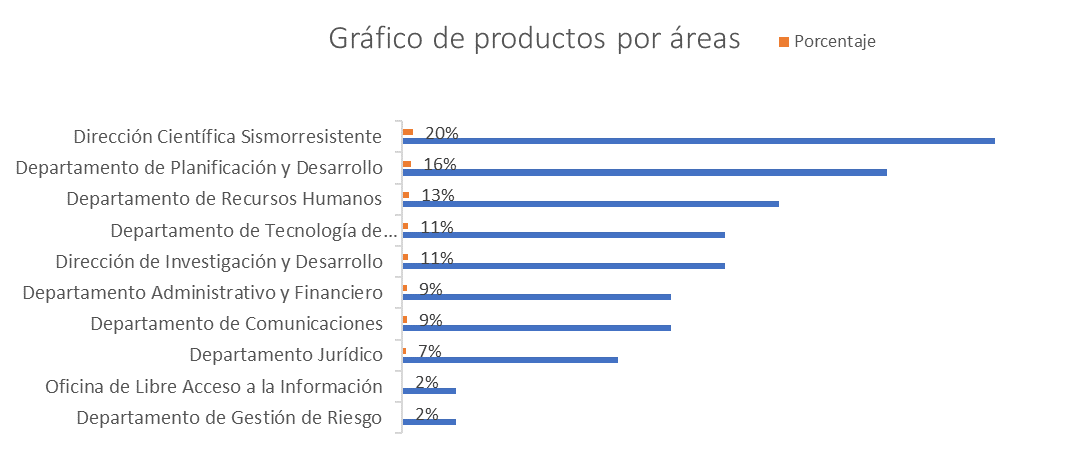 Gráfico de productos por áreas
Porcentaje
Dirección Científica Sismorresistente 20%
Departamento de Planificación y Desarrollo 16%
Departamento de Recursos Humanos 13%
Departamento de Tecnología de... 11%
Dirección de Investigación y Desarrollo 11%
Departamento Administrativo y Financiero 9%
Departamento de Comunicaciones 9%
Departamento Jurídico 7%
Oficina de Libre Acceso a la Información 2%
Departamento de Gestión de Riesgo 2%